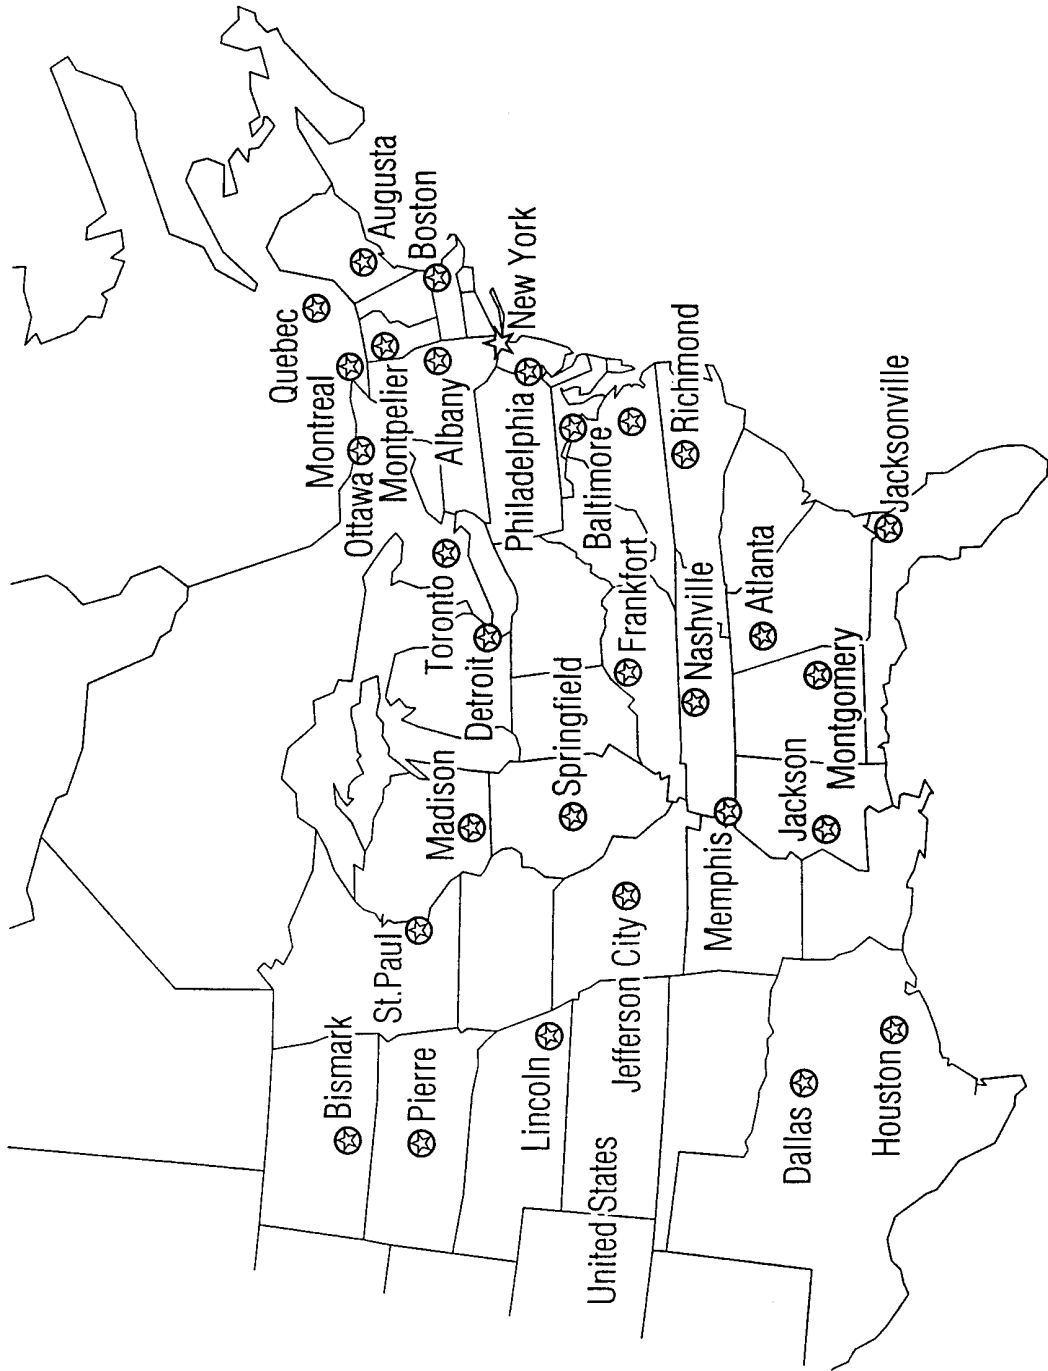 Quebec
Montreal
Ottawa
Montpelier
Augusta
Boston
Albany
New York
Toronto
Philadelphia
Detroit
Baltimore
Richmond
Madison
Springfield
Frankfort
Nashville
Atlanta
Jacksonville
St.Paul
Bismark
Pierre
Lincoln
Jefferson City
Memphis
Jackson
Montgomery
United States
Dallas
Houston